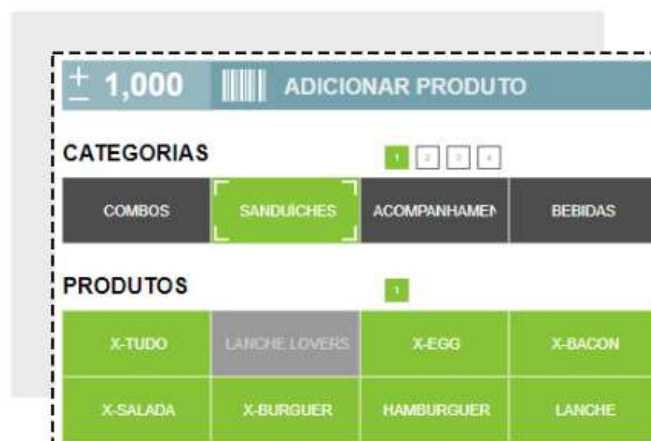 ± 1,000 ADICIONAR PRODUTO
CATEGORIAS 1 2 3 4
COMBOS SANDUÍCHES ACOMPANHAMEN BEBIDAS
PRODUTOS 1
X-TUDO LANCHE LOVERS X-EGG X-BACON
X-SALADA X-BURGUER HAMBURGUER LANCHE